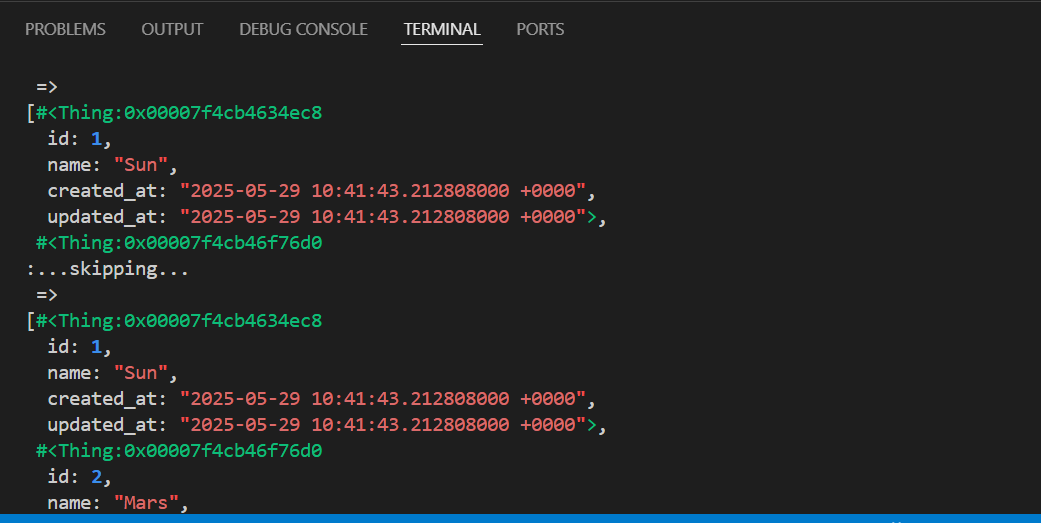 PROBLEMS OUTPUT DEBUG CONSOLE TERMINAL PORTS
=>
[#<Thing:0x00007f4cb4634ec8
id: 1,
name: "Sun",
created_at: "2025-05-29 10:41:43.212808000 +0000",
updated_at: "2025-05-29 10:41:43.212808000 +0000">,
#<Thing:0x00007f4cb46f76d0
:...skipping...
=>
[#<Thing:0x00007f4cb4634ec8
id: 1,
name: "Sun",
created_at: "2025-05-29 10:41:43.212808000 +0000",
updated_at: "2025-05-29 10:41:43.212808000 +0000">,
#<Thing:0x00007f4cb46f76d0
id: 2,
name: "Mars",